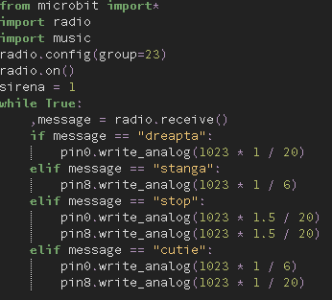 from microbit import*
import radio
import music
radio.config(group=23)
radio.on()
sirena = 1
while True:
    ,message = radio.receive()
    if message == "dreapta":
        pin0.write_analog(1023 * 1 / 20)
    elif message == "stanga":
        pin8.write_analog(1023 * 1 / 6)
    elif message == "stop":
        pin0.write_analog(1023 * 1.5 / 20)
        pin8.write_analog(1023 * 1.5 / 20)
    elif message == "cutie":
        pin0.write_analog(1023 * 1 / 6)
        pin8.write_analog(1023 * 1 / 20)